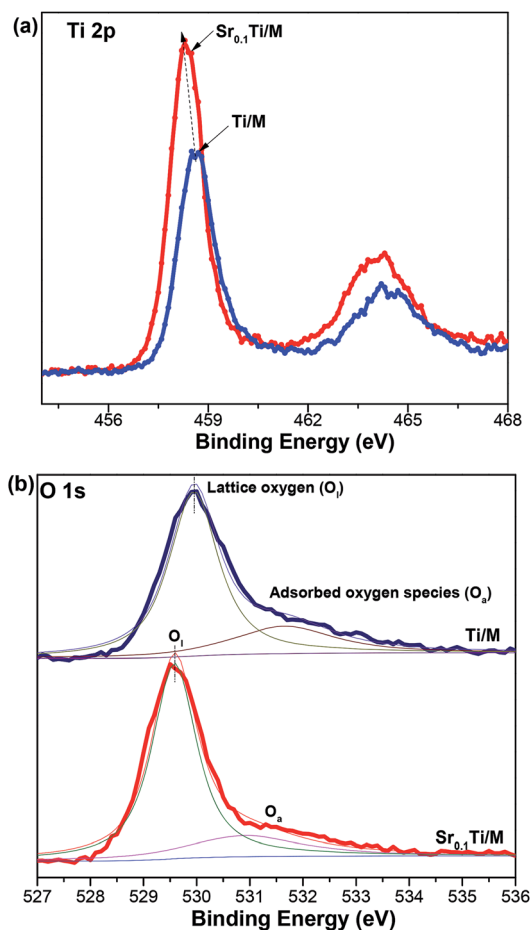 (a)
Ti 2p
Sr0.1Ti/M
Ti/M
456 459 462 465 468
Binding Energy (eV)
(b)
O 1s
Lattice oxygen (Ol)
Adsorbed oxygen species (Oa)
Ti/M
Ol
Oa
Sr0.1Ti/M
527 528 529 530 531 532 533 534 535 536
Binding Energy (eV)